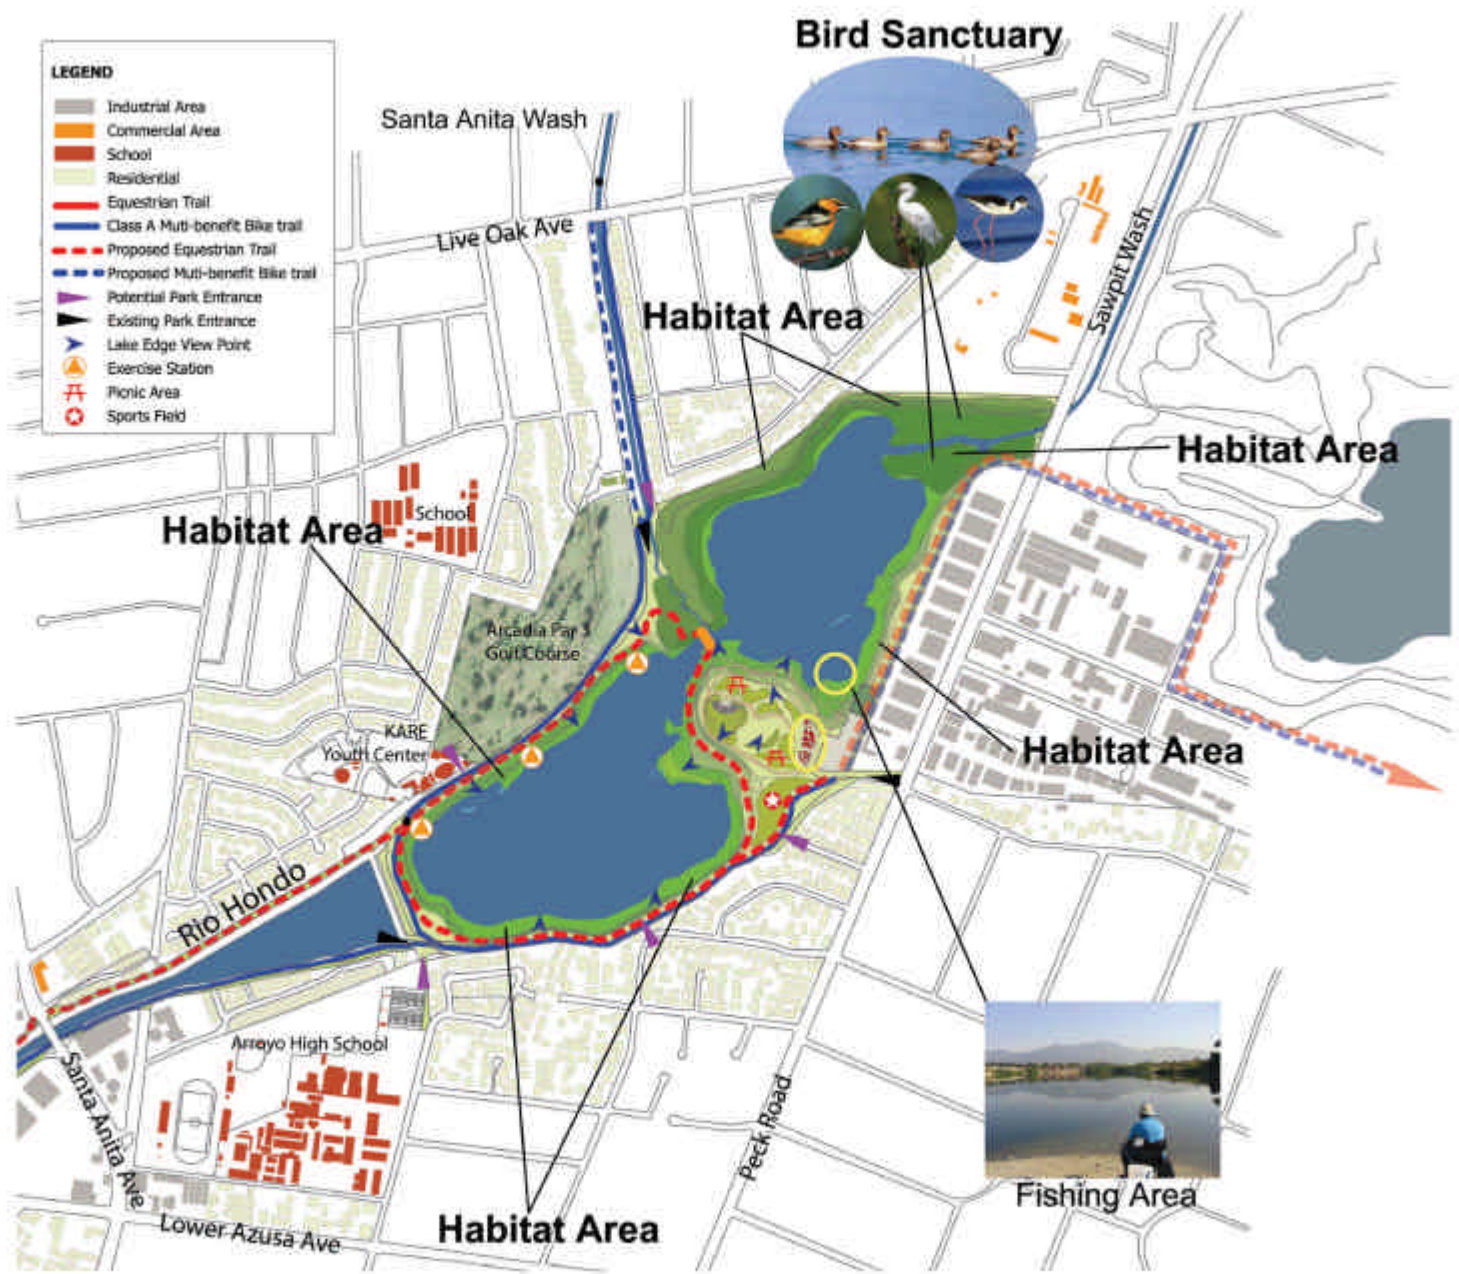 Bird Sanctuary
LEGEND
Industrial Area
Commercial Area
School
Residential
Equestrian Trail
Class A Muti-benefit Bike trail
Proposed Equestrian Trail
Proposed Muti-benefit Bike trail
Potential Park Entrance
Existing Park Entrance
Lake Edge View Point
Exercise Station
Picnic Area
Sports Field
Santa Anita Wash
Live Oak Ave
Sawpit Wash
Habitat Area
Habitat Area
School
Habitat Area
Arcadia Par 3
Golf Course
KARE
Youth Center
Habitat Area
Rio Hondo
Arroyo High School
Santa Anita Ave
Peck Road
Fishing Area
Lower Azusa Ave
Habitat Area